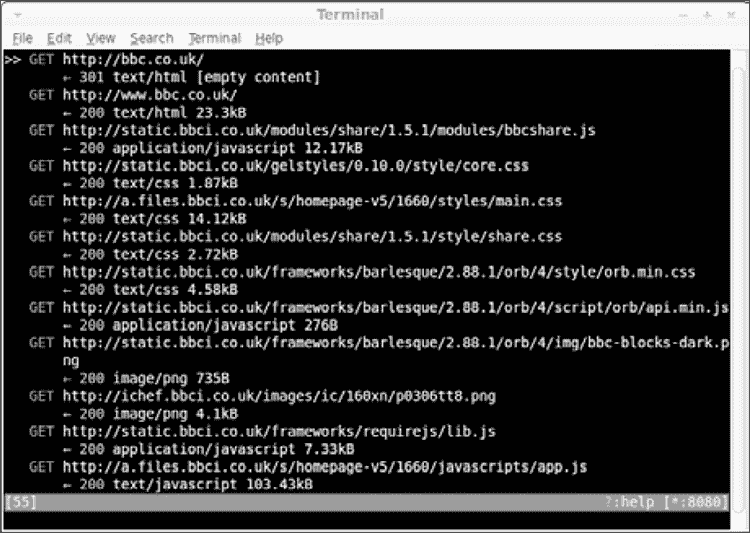 Terminal
File Edit View Search Terminal Help
>> GET http://bbc.co.uk/
← 301 text/html [empty content]
GET http://www.bbc.co.uk/
← 200 text/html 23.3kB
GET http://static.bbci.co.uk/modules/share/1.5.1/modules/bbcshare.js
← 200 application/javascript 12.17kB
GET http://static.bbci.co.uk/gelstyles/0.10.0/style/core.css
← 200 text/css 1.87kB
GET http://a.files.bbci.co.uk/s/homepage-v5/1660/styles/main.css
← 200 text/css 14.12kB
GET http://static.bbci.co.uk/modules/share/1.5.1/style/share.css
← 200 text/css 2.72kB
GET http://static.bbci.co.uk/frameworks/barlesque/2.88.1/orb/4/style/orb.min.css
← 200 text/css 4.58kB
GET http://static.bbci.co.uk/frameworks/barlesque/2.88.1/orb/4/script/orb/api.min.js
← 200 application/javascript 276B
GET http://static.bbci.co.uk/frameworks/barlesque/2.88.1/orb/4/img/bbc-blocks-dark.p
ng
← 200 image/png 735B
GET http://ichef.bbci.co.uk/images/ic/160xn/p0306tt8.png
← 200 image/png 4.1kB
GET http://static.bbci.co.uk/frameworks/requirejs/lib.js
← 200 application/javascript 7.33kB
GET http://a.files.bbci.co.uk/s/homepage-v5/1660/javascripts/app.js
← 200 text/javascript 103.43kB
[55] ?:help [*:8080]